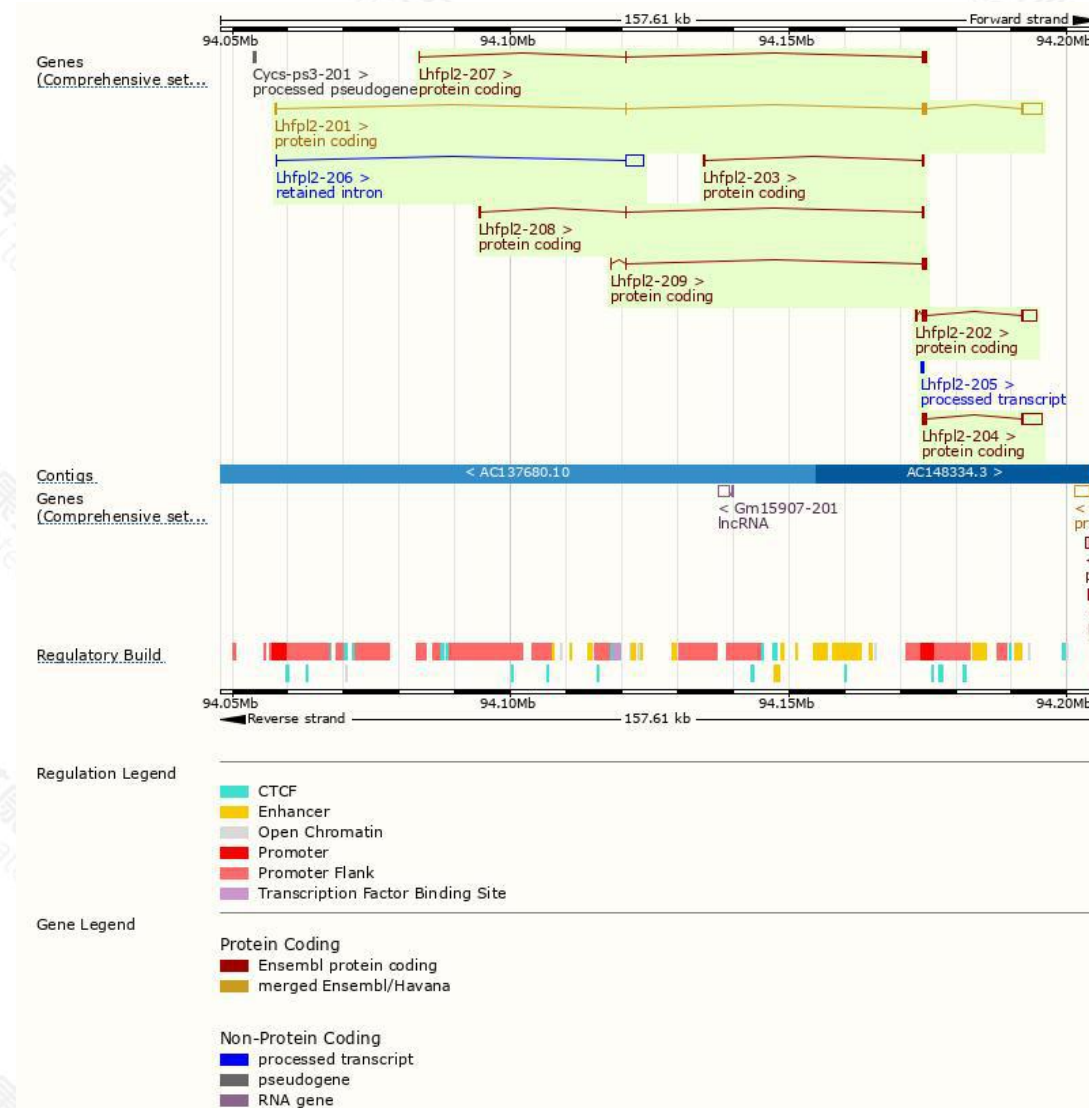 157.61 kb Forward strand
94.05Mb 94.10Mb 94.15Mb 94.20Mb
Genes
(Comprehensive set...
Cycs-ps3-201 >
processed pseudogene
Lhfpl2-207 >
protein coding
Lhfpl2-201 >
protein coding
Lhfpl2-206 >
retained intron
Lhfpl2-203 >
protein coding
Lhfpl2-208 >
protein coding
Lhfpl2-209 >
protein coding
Lhfpl2-202 >
protein coding
Lhfpl2-205 >
processed transcript
Lhfpl2-204 >
protein coding
Contigs
< AC137680.10
AC148334.3 >
Genes
(Comprehensive set...
< Gm15907-201
lncRNA
<
pr
Regulatory Build
94.05Mb 94.10Mb 94.15Mb 94.20Mb
Reverse strand 157.61 kb
Regulation Legend
CTCF
Enhancer
Open Chromatin
Promoter
Promoter Flank
Transcription Factor Binding Site
Gene Legend
Protein Coding
Ensembl protein coding
merged Ensembl/Havana
Non-Protein Coding
processed transcript
pseudogene
RNA gene